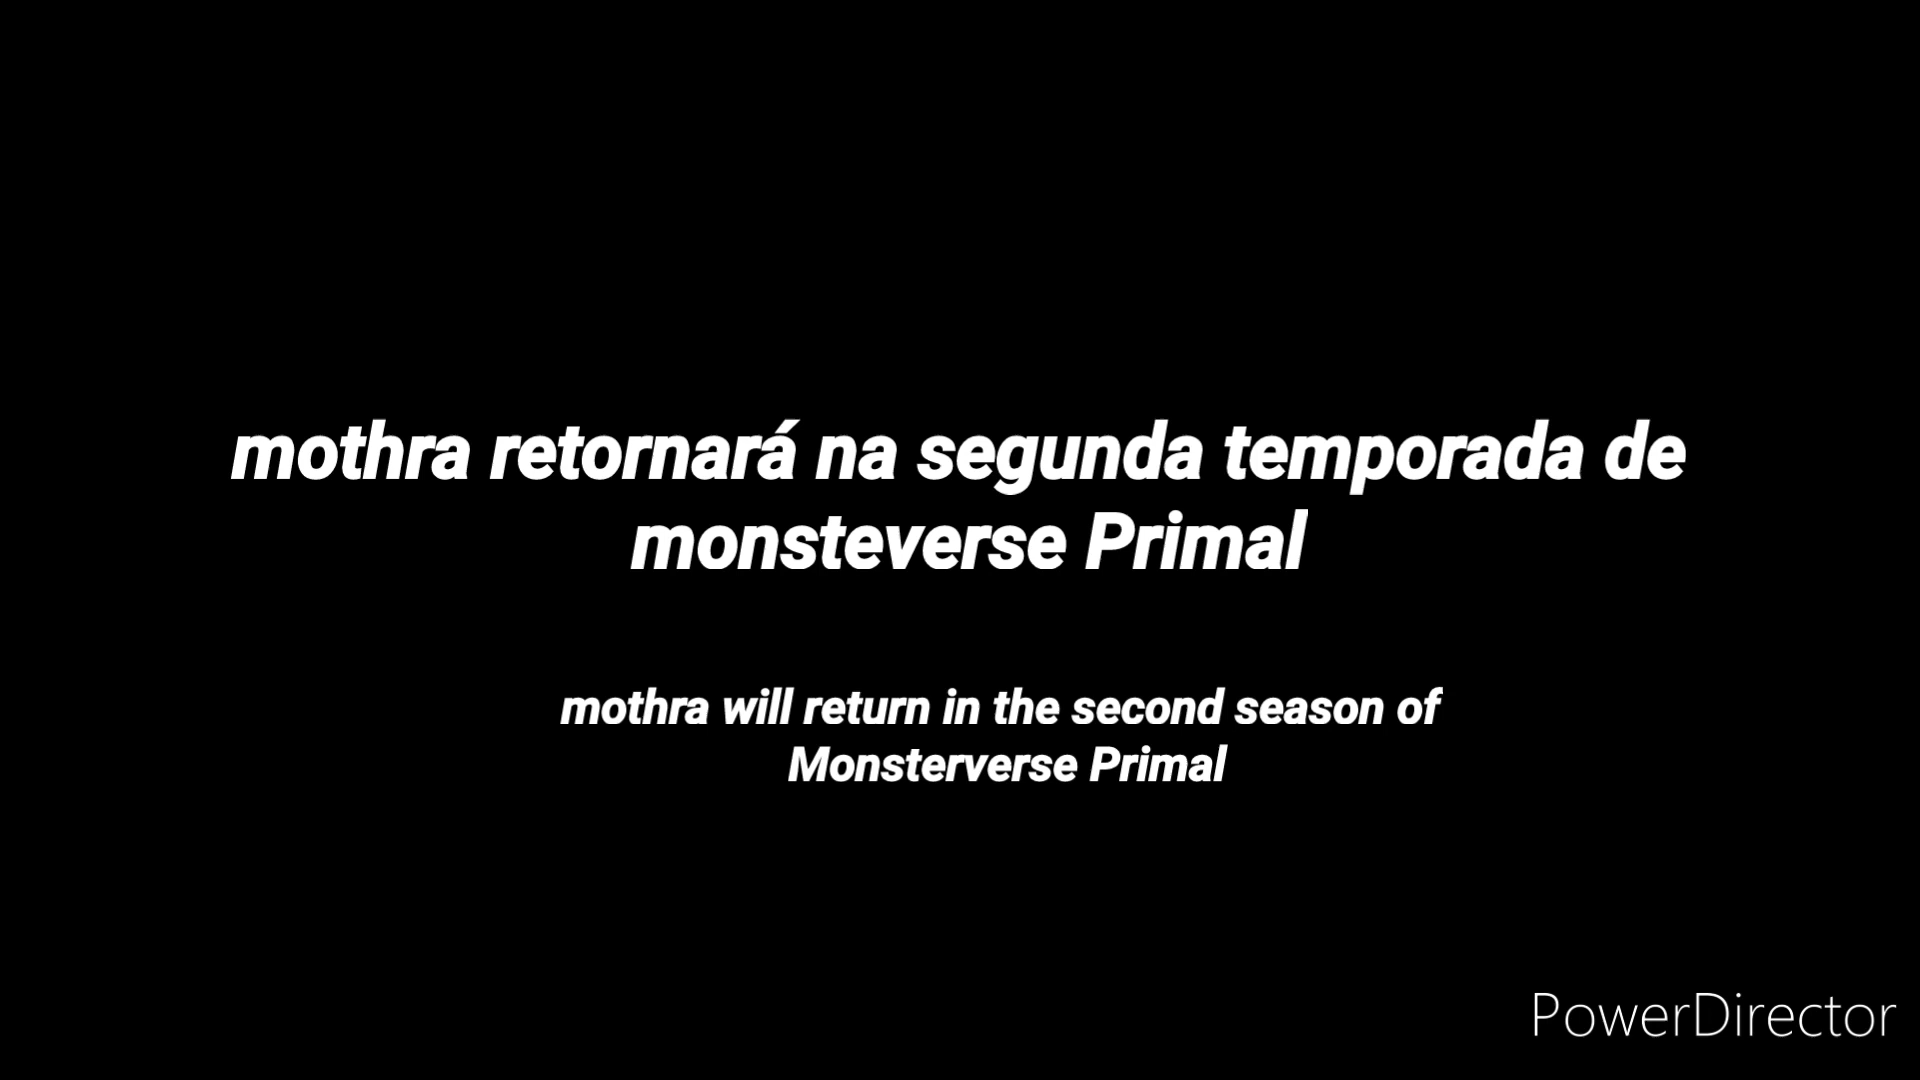 mothra retornará na segunda temporada de
monsteverse Primal
mothra will return in the second season of
Monsterverse Primal
PowerDirector